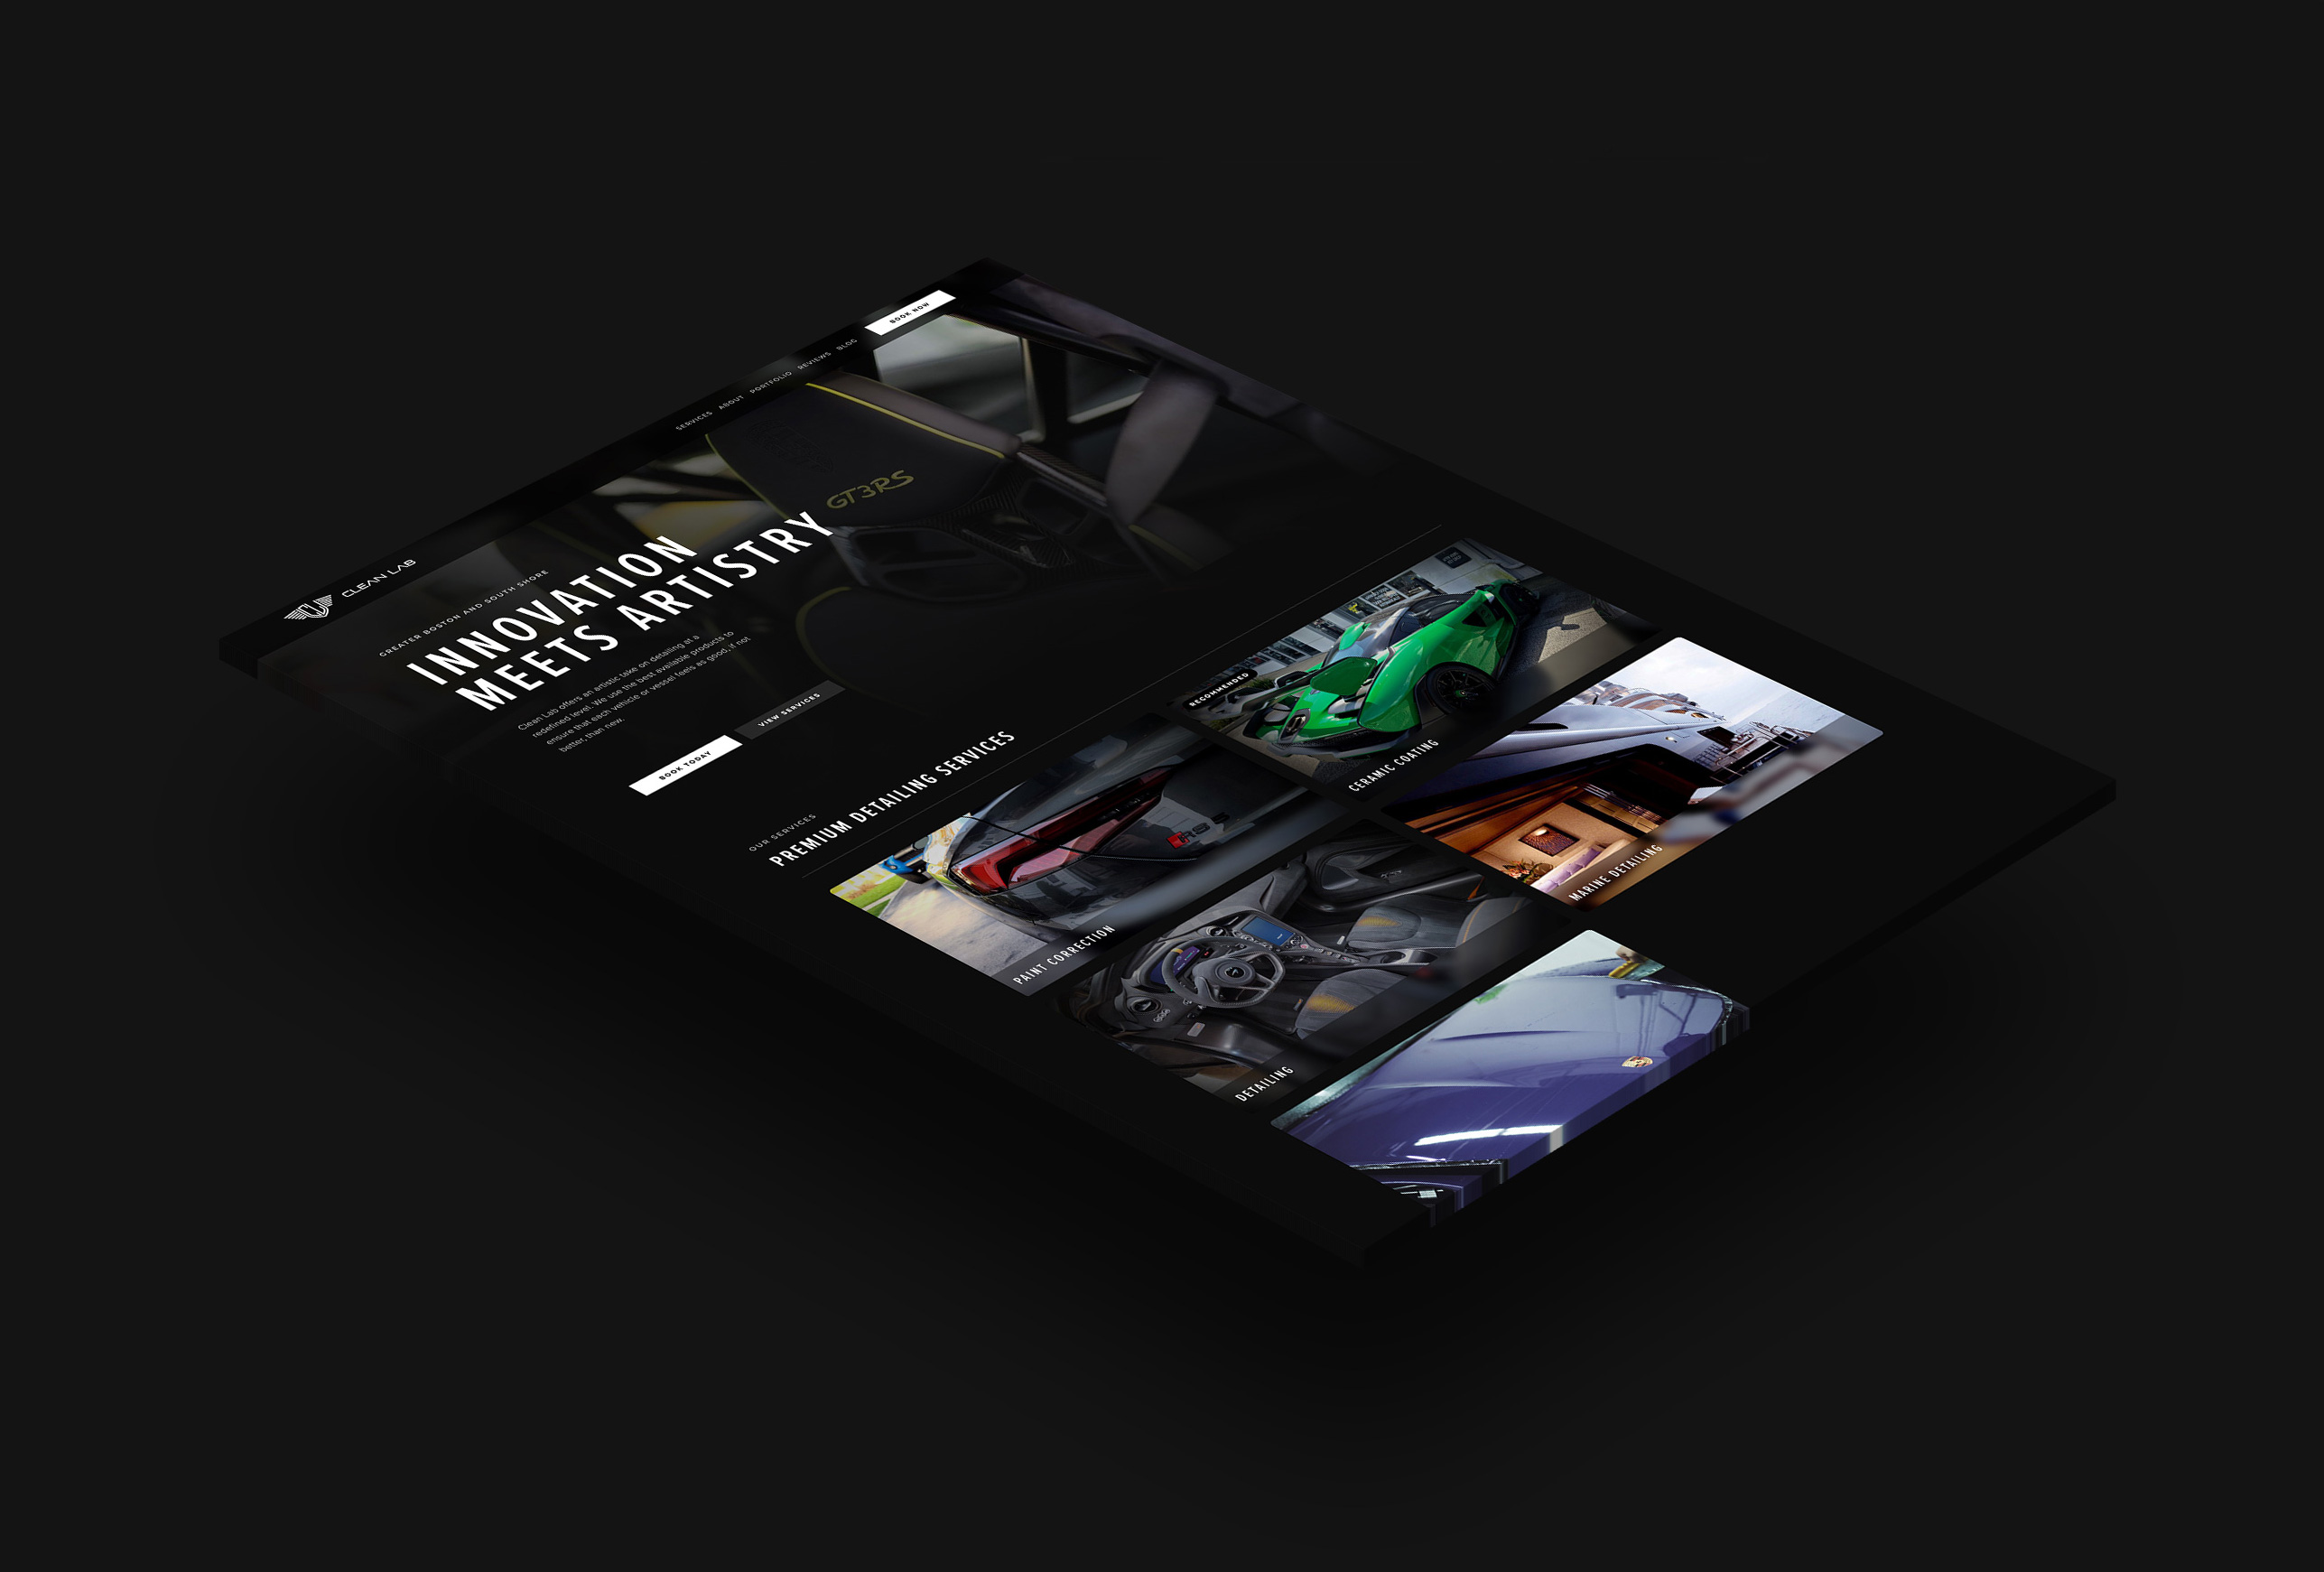 CLEAN LAB
SERVICES ABOUT PORTFOLIO REVIEWS BLOG
BOOK NOW
GREATER BOSTON AND SOUTH SHORE
INNOVATION
MEETS ARTISTRY
Clean Lab offers an artistic take on detailing at a
redefined level. We use the best available products to
ensure that each vehicle or vessel feels as good, if not
better, than new.
BOOK TODAY
VIEW SERVICES
GT3RS
OUR SERVICES
PREMIUM DETAILING SERVICES
PAINT CORRECTION
RECOMMENDED
CERAMIC COATING
DETAILING
MARINE DETAILING